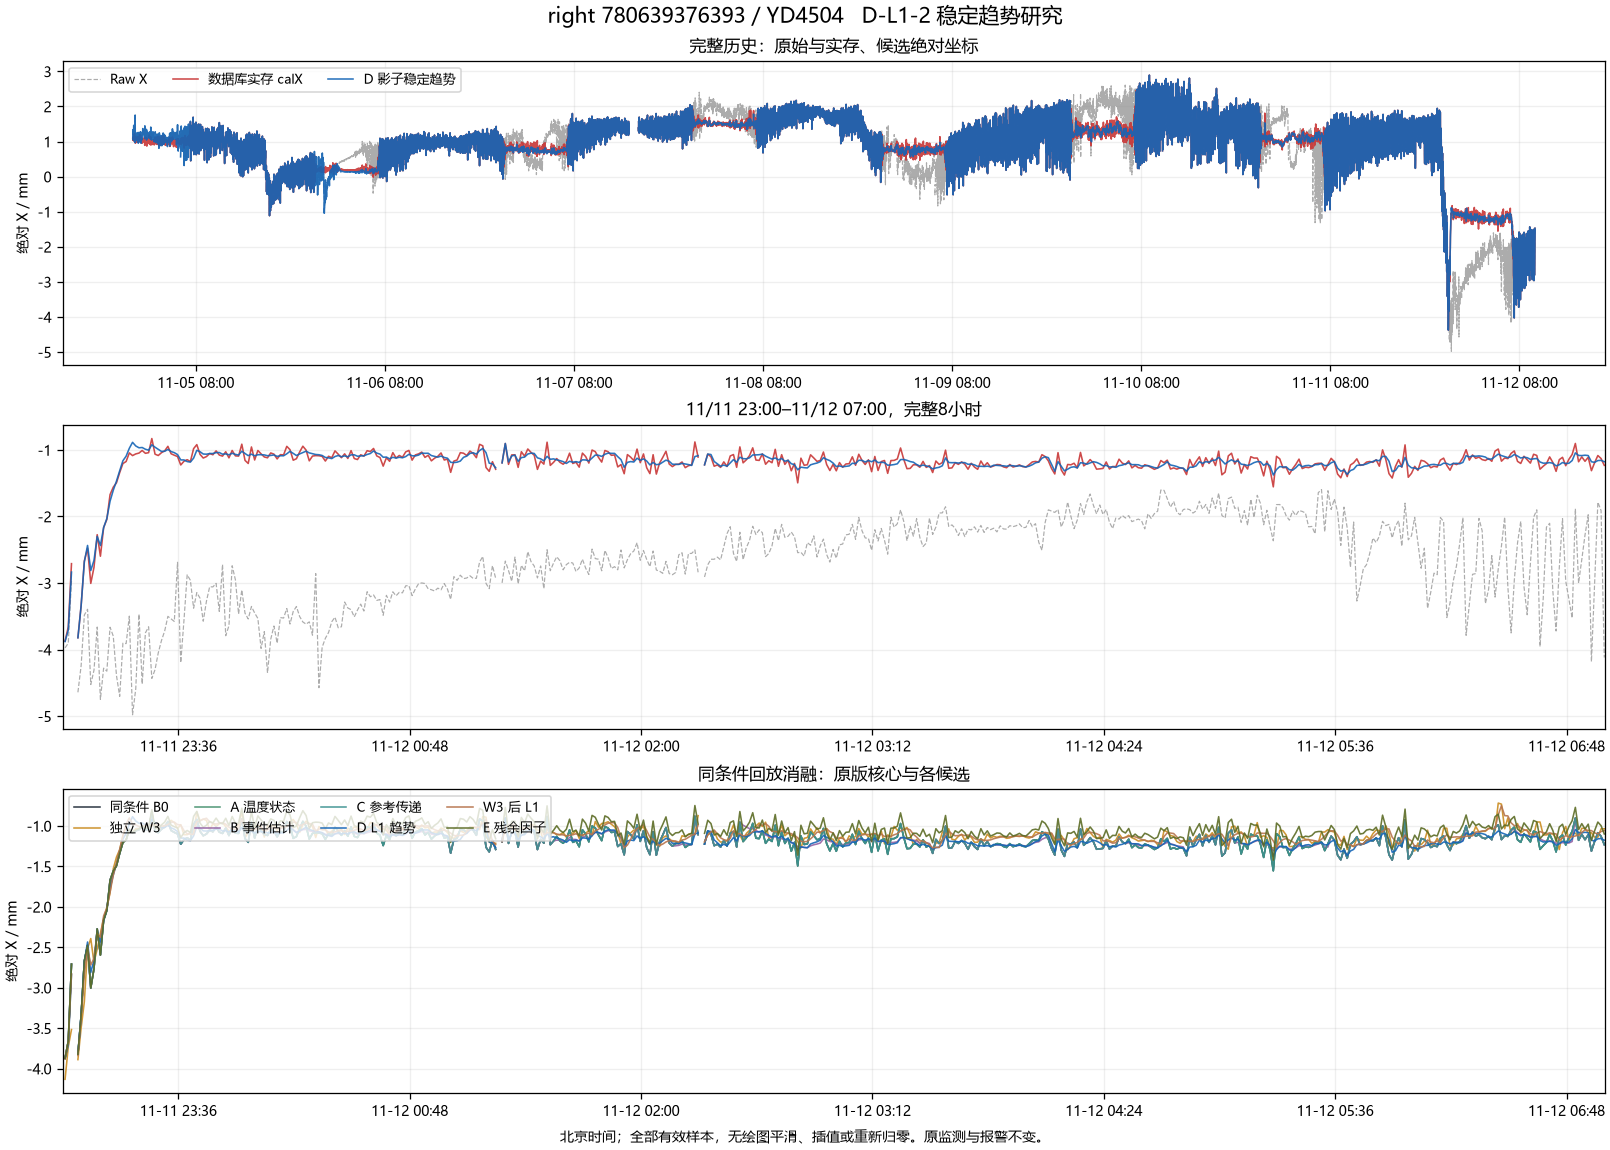 right 780639376393 / YD4504   D-L1-2 稳定趋势研究
完整历史：原始与实存、候选绝对坐标
Raw X
数据库实存 calX
D 影子稳定趋势
绝对 X / mm
3
2
1
0
-1
-2
-3
-4
-5
11-05 08:00
11-06 08:00
11-07 08:00
11-08 08:00
11-09 08:00
11-10 08:00
11-11 08:00
11-12 08:00
11/11 23:00–11/12 07:00，完整8小时
绝对 X / mm
-1
-2
-3
-4
-5
11-11 23:36
11-12 00:48
11-12 02:00
11-12 03:12
11-12 04:24
11-12 05:36
11-12 06:48
同条件回放消融：原版核心与各候选
同条件 B0
A 温度状态
C 参考传递
W3 后 L1
独立 W3
B 事件估计
D L1 趋势
E 残余因子
绝对 X / mm
-1.0
-1.5
-2.0
-2.5
-3.0
-3.5
-4.0
11-11 23:36
11-12 00:48
11-12 02:00
11-12 03:12
11-12 04:24
11-12 05:36
11-12 06:48
北京时间；全部有效样本，无绘图平滑、插值或重新归零。原监测与报警不变。